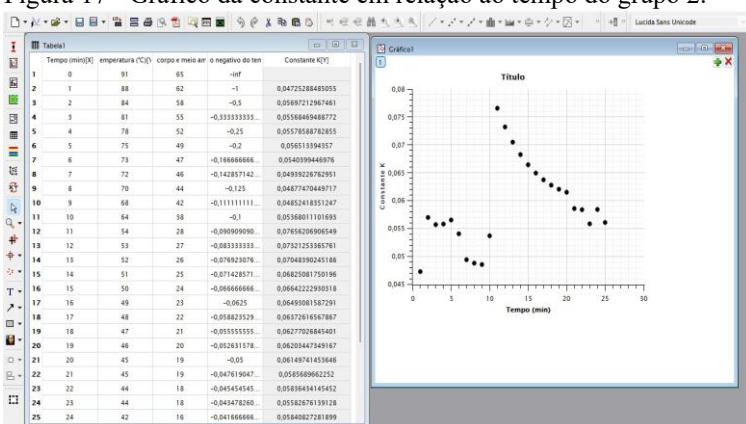 Figura 17 - Gráfico da constante em relação ao tempo do grupo 2.
Lucida Sans Unicode
Tabela1
Tempo (min)[X] emperatura (ºC)[Y corpo e meio am o negativo do ten Constante K[Y]
1 0 91 65 -inf
2 1 88 62 -1 0,04725288485055
3 2 84 58 -0,5 0,05697212967461
4 3 81 55 -0,333333333... 0,05568469488772
5 4 78 52 -0,25 0,05578588782855
6 5 75 49 -0,2 0,056513394357
7 6 73 47 -0,166666666... 0,0540399446976
8 7 72 46 -0,142857142... 0,04939226762951
9 8 70 44 -0,125 0,04877470449717
10 9 68 42 -0,111111111... 0,04852418351247
11 10 64 58 -0,1 0,05368011101693
12 11 54 28 -0,090909090... 0,07656206906549
13 12 53 27 -0,083333333... 0,07321253365761
14 13 52 26 -0,076923076... 0,07048390245186
15 14 51 25 -0,071428571... 0,06825081750196
16 15 50 24 -0,066666666... 0,06642222930318
17 16 49 23 -0,0625 0,06493081587291
18 17 48 22 -0,058823529... 0,06372616567867
19 18 47 21 -0,055555555... 0,06277026845401
20 19 46 20 -0,052631578... 0,06203447349167
21 20 45 19 -0,05 0,06149741453646
22 21 45 19 -0,047619047... 0,0585689662252
23 22 44 18 -0,045454545... 0,05836434145452
24 23 44 18 -0,043478260... 0,05582676139128
25 24 42 16 -0,041666666... 0,05840827281899
Gráfico1
1
Título
0,08
0,075
0,07
0,065
0,06
0,055
0,05
0,045
Constante K
0 5 10 15 20 25 30
Tempo (min)